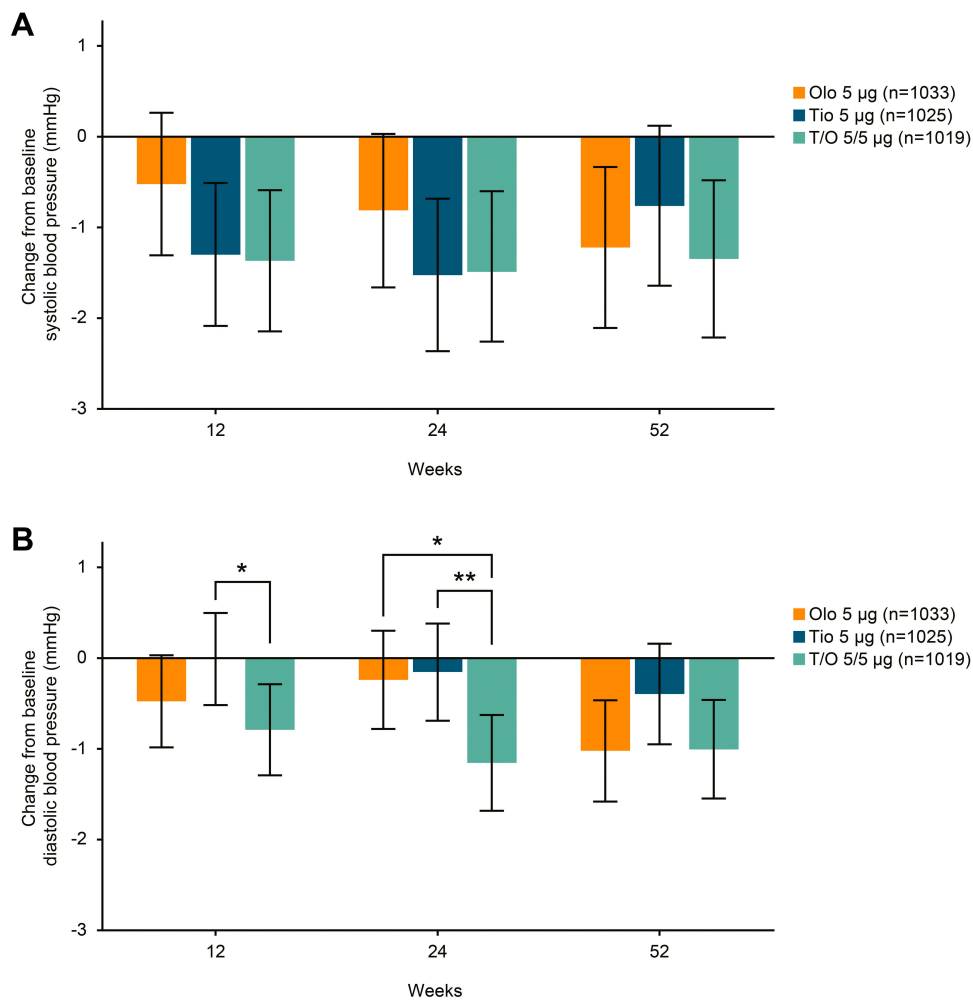 A
1
0
-1
-2
-3
Change from baseline
systolic blood pressure (mmHg)
12
24
52
Weeks
Olo 5 µg (n=1033)
Tio 5 µg (n=1025)
T/O 5/5 µg (n=1019)
B
1
0
-1
-2
-3
Change from baseline
diastolic blood pressure (mmHg)
*
*
**
12
24
52
Weeks
Olo 5 µg (n=1033)
Tio 5 µg (n=1025)
T/O 5/5 µg (n=1019)